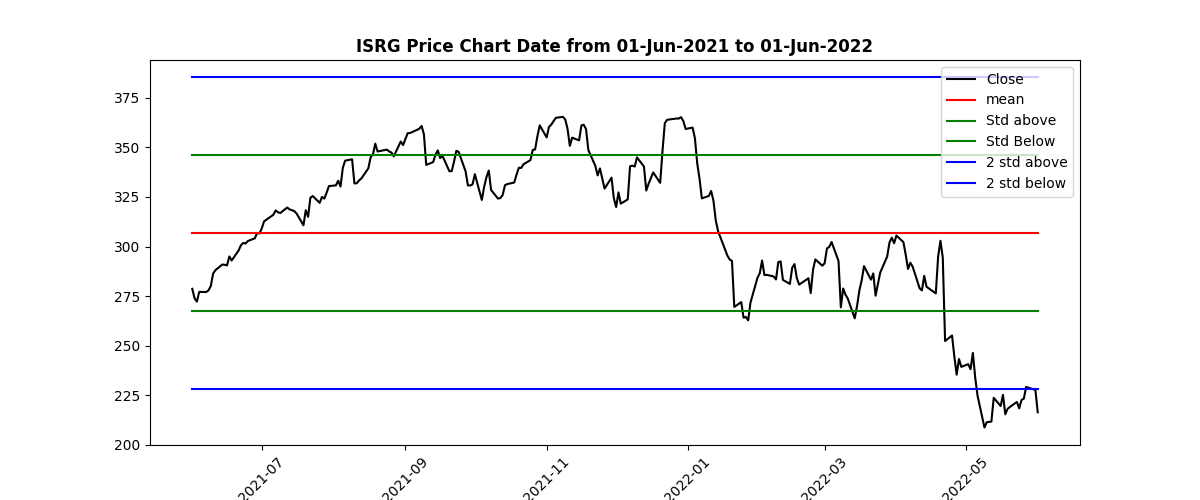 ISRG Price Chart Date from 01-Jun-2021 to 01-Jun-2022
Close
mean
Std above
Std Below
2 std above
2 std below
375
350
325
300
275
250
225
200
2021-07
2021-09
2021-11
2022-01
2022-03
2022-05